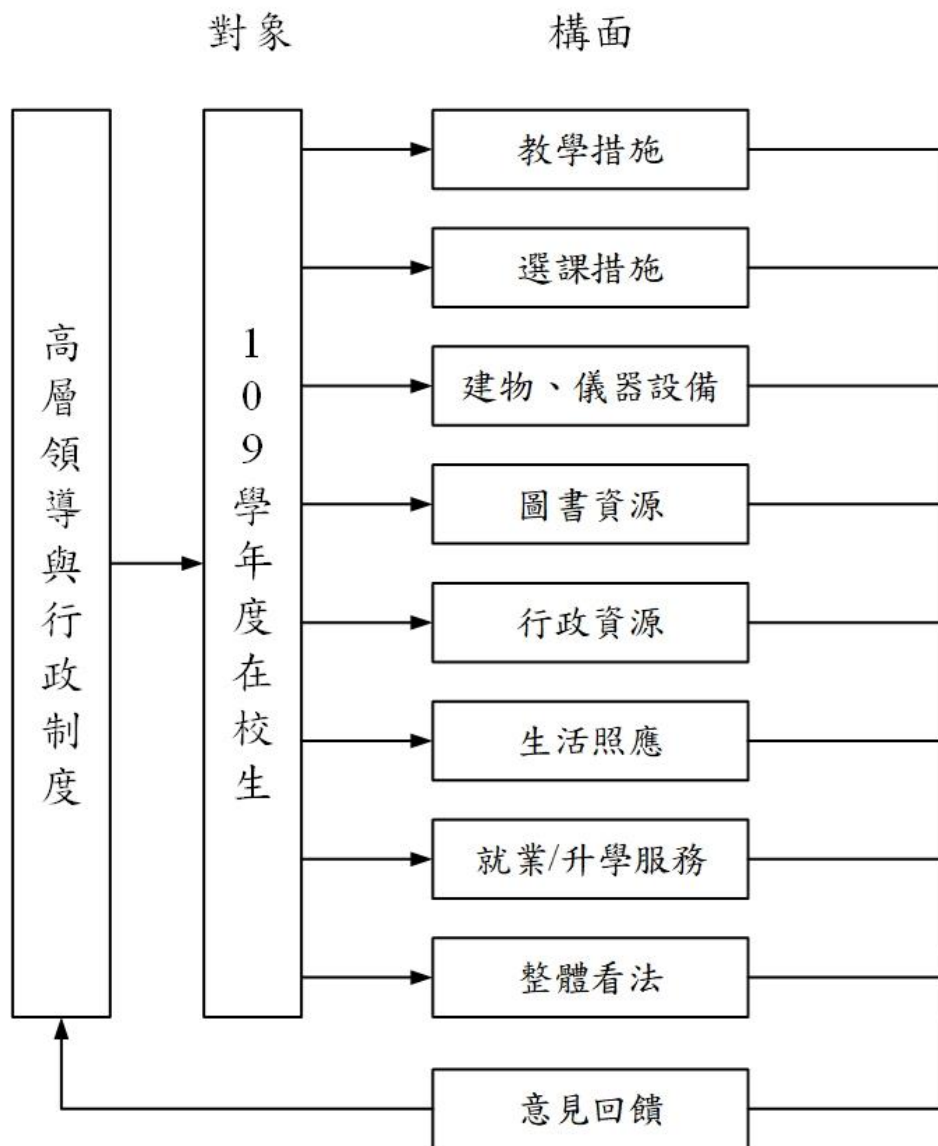 對象
構面
高層領導與行政制度
109學年度在校生
教學措施
選課措施
建物、儀器設備
圖書資源
行政資源
生活照應
就業/升學服務
整體看法
意見回饋